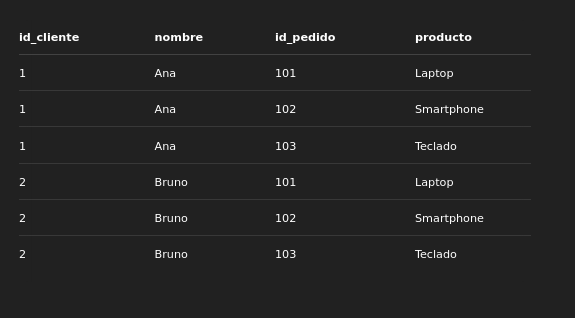 id_cliente nombre id_pedido producto
1 Ana 101 Laptop
1 Ana 102 Smartphone
1 Ana 103 Teclado
2 Bruno 101 Laptop
2 Bruno 102 Smartphone
2 Bruno 103 Teclado